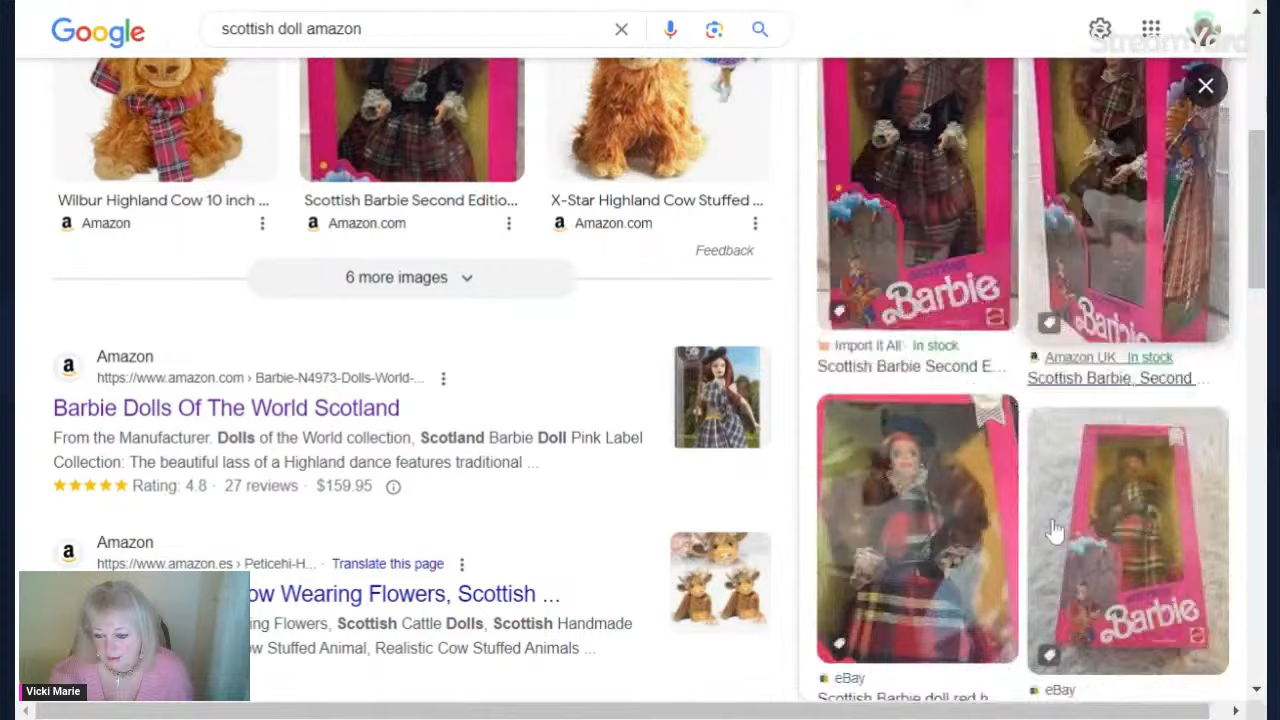 Google
scottish doll amazon
StreamYard
Wilbur Highland Cow 10 inch ...
a Amazon
Scottish Barbie Second Editio...
a Amazon.com
X-Star Highland Cow Stuffed ...
a Amazon.com
Feedback
6 more images
a Amazon
https://www.amazon.com › Barbie-N4973-Dolls-World-...
Barbie Dolls Of The World Scotland
From the Manufacturer. Dolls of the World collection, Scotland Barbie Doll Pink Label
Collection: The beautiful lass of a Highland dance features traditional ...
Rating: 4.8 · 27 reviews · $159.95
a Amazon
https://www.amazon.es › Peticehi-H... · Translate this page
ow Wearing Flowers, Scottish ...
ing Flowers, Scottish Cattle Dolls, Scottish Handmade
w Stuffed Animal, Realistic Cow Stuffed Animals ...
Vicki Marie
Barbie
Import It All · In stock
Scottish Barbie Second E...
Barbie
a Amazon UK · In stock
Scottish Barbie, Second ...
eBay
Scottish Barbie doll red h
Barbie
eBay